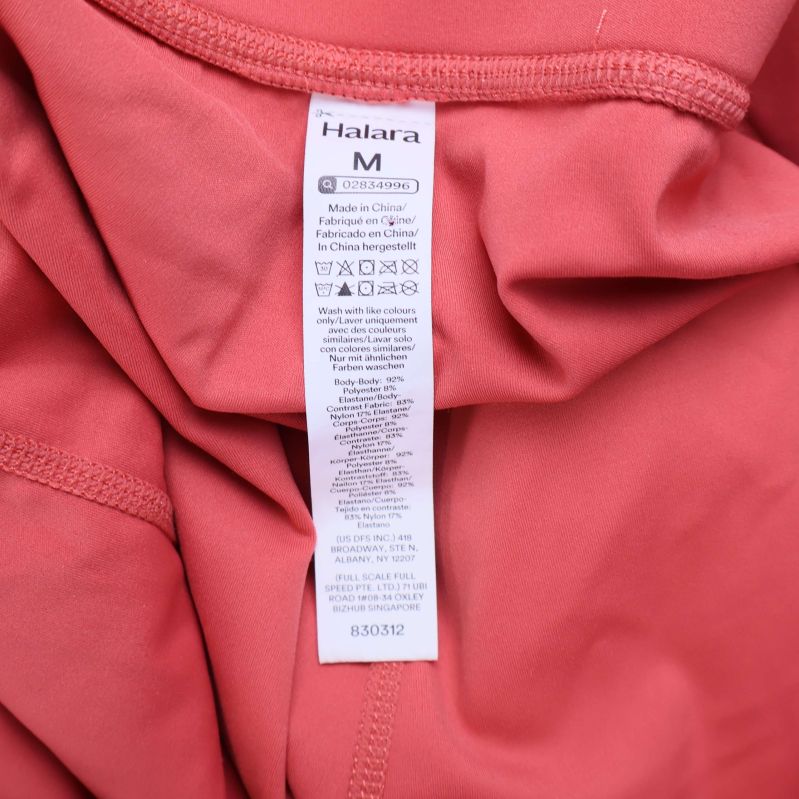 Halara
M
02834996
Made in China/
Fabriqué en Chine/
Fabricado en China/
In China hergestellt
Wash with like colours
only/Laver uniquement
avec des couleurs
similaires/Lavar solo
con colores similares/
Nur mit ähnlichen
Farben waschen
Body-Body: 92%
Polyester 8%
Elastane/Body-
Contrast Fabric: 83%
Nylon 17% Elastane/
Corps-Corps: 92%
Polyester 8%
Élasthanne/Corps-
Contraste: 83%
Nylon 17%
Élasthanne/
Körper-Körper: 92%
Polyester 8%
Elasthan/Körper-
Kontraststoff: 83%
Nailon 17% Elasthan/
Cuerpo-Cuerpo: 92%
Poliéster 8%
Elastano/Cuerpo-
Tejido en contraste:
83% Nylon 17%
Elastano
(US DFS INC.) 418
BROADWAY, STE N,
ALBANY, NY 12207
(FULL SCALE FULL
SPEED PTE. LTD.) 71 UBI
ROAD 1#08-34 OXLEY
BIZHUB SINGAPORE
830312